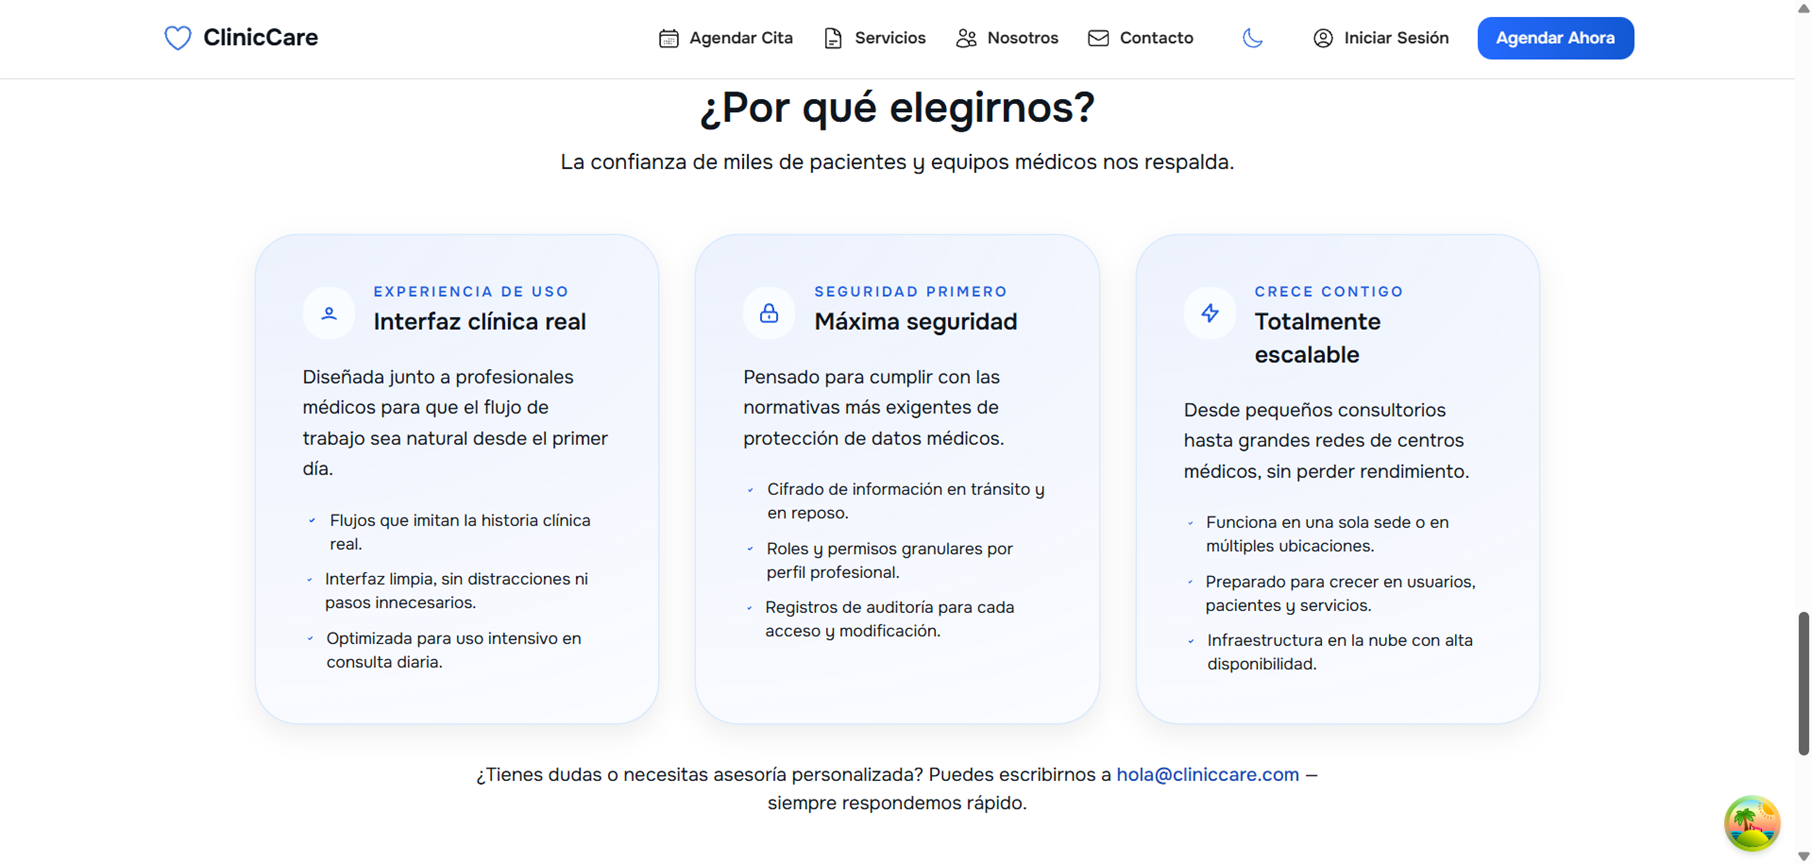 ClinicCare
Agendar Cita
Servicios
Nosotros
Contacto
Iniciar Sesión
Agendar Ahora
¿Por qué elegirnos?
La confianza de miles de pacientes y equipos médicos nos respalda.
EXPERIENCIA DE USO
Interfaz clínica real
Diseñada junto a profesionales
médicos para que el flujo de
trabajo sea natural desde el primer
día.
Flujos que imitan la historia clínica
real.
Interfaz limpia, sin distracciones ni
pasos innecesarios.
Optimizada para uso intensivo en
consulta diaria.
SEGURIDAD PRIMERO
Máxima seguridad
Pensado para cumplir con las
normativas más exigentes de
protección de datos médicos.
Cifrado de información en tránsito y
en reposo.
Roles y permisos granulares por
perfil profesional.
Registros de auditoría para cada
acceso y modificación.
CRECE CONTIGO
Totalmente
escalable
Desde pequeños consultorios
hasta grandes redes de centros
médicos, sin perder rendimiento.
Funciona en una sola sede o en
múltiples ubicaciones.
Preparado para crecer en usuarios,
pacientes y servicios.
Infraestructura en la nube con alta
disponibilidad.
¿Tienes dudas o necesitas asesoría personalizada? Puedes escribirnos a hola@cliniccare.com —
siempre respondemos rápido.